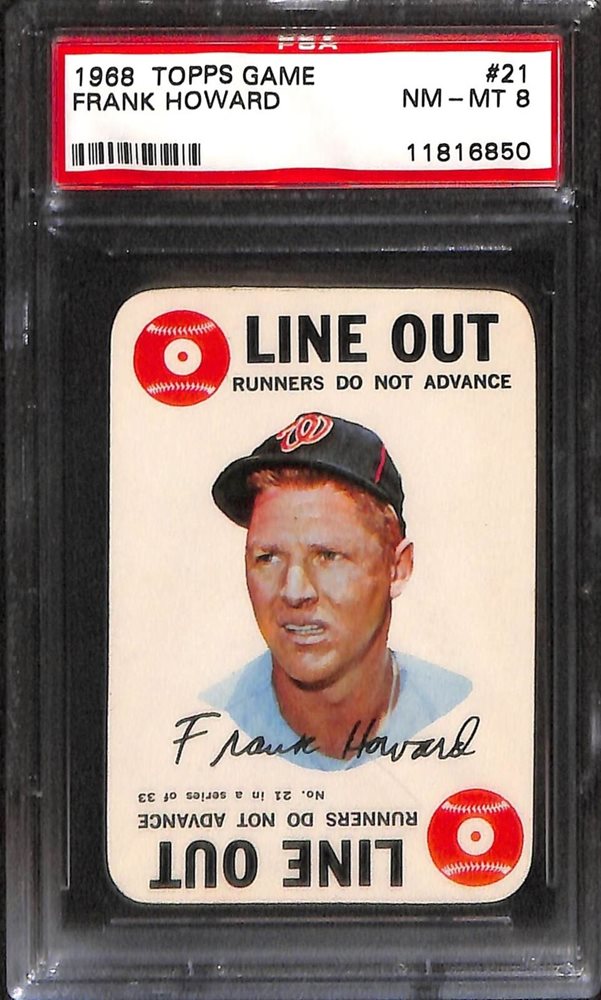 PSA
1968 TOPPS GAME #21
FRANK HOWARD NM-MT 8
11816850
LINE OUT
RUNNERS DO NOT ADVANCE
W
Frank Howard
No. 21 in a series of 33
RUNNERS DO NOT ADVANCE
LINE OUT